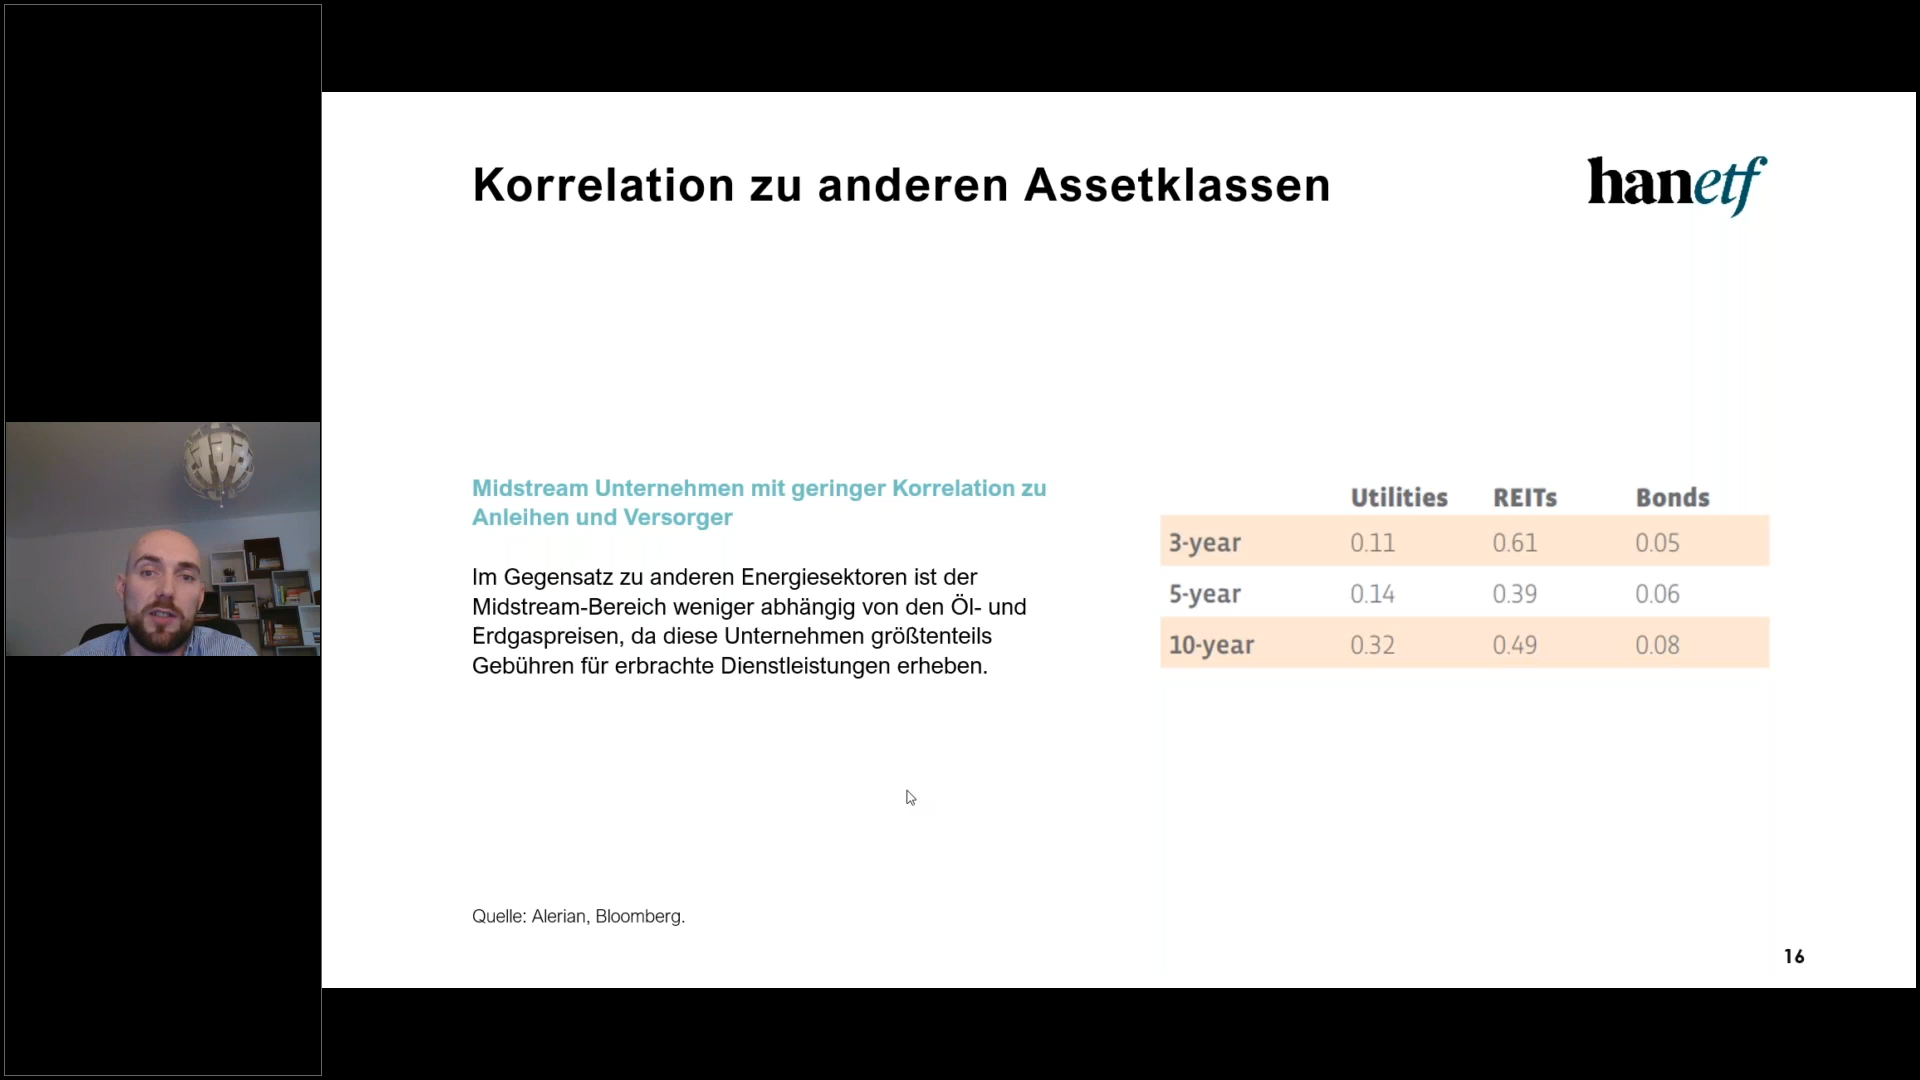 Korrelation zu anderen Assetklassen
hanetf
Midstream Unternehmen mit geringer Korrelation zu
Anleihen und Versorger
Im Gegensatz zu anderen Energiesektoren ist der
Midstream-Bereich weniger abhängig von den Öl- und
Erdgaspreisen, da diese Unternehmen größtenteils
Gebühren für erbrachte Dienstleistungen erheben.
Utilities REITs Bonds
3-year 0.11 0.61 0.05
5-year 0.14 0.39 0.06
10-year 0.32 0.49 0.08
Quelle: Alerian, Bloomberg.
16